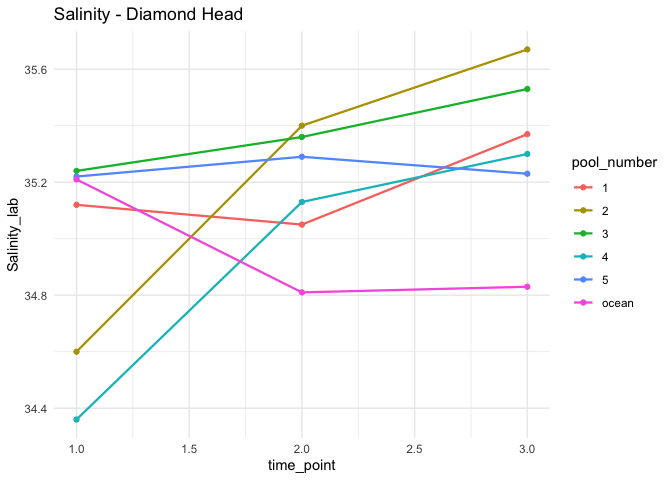 Salinity - Diamond Head
35.6
35.2
34.8
34.4
Salinity_lab
1.0 1.5 2.0 2.5 3.0
time_point
pool_number
1
2
3
4
5
ocean